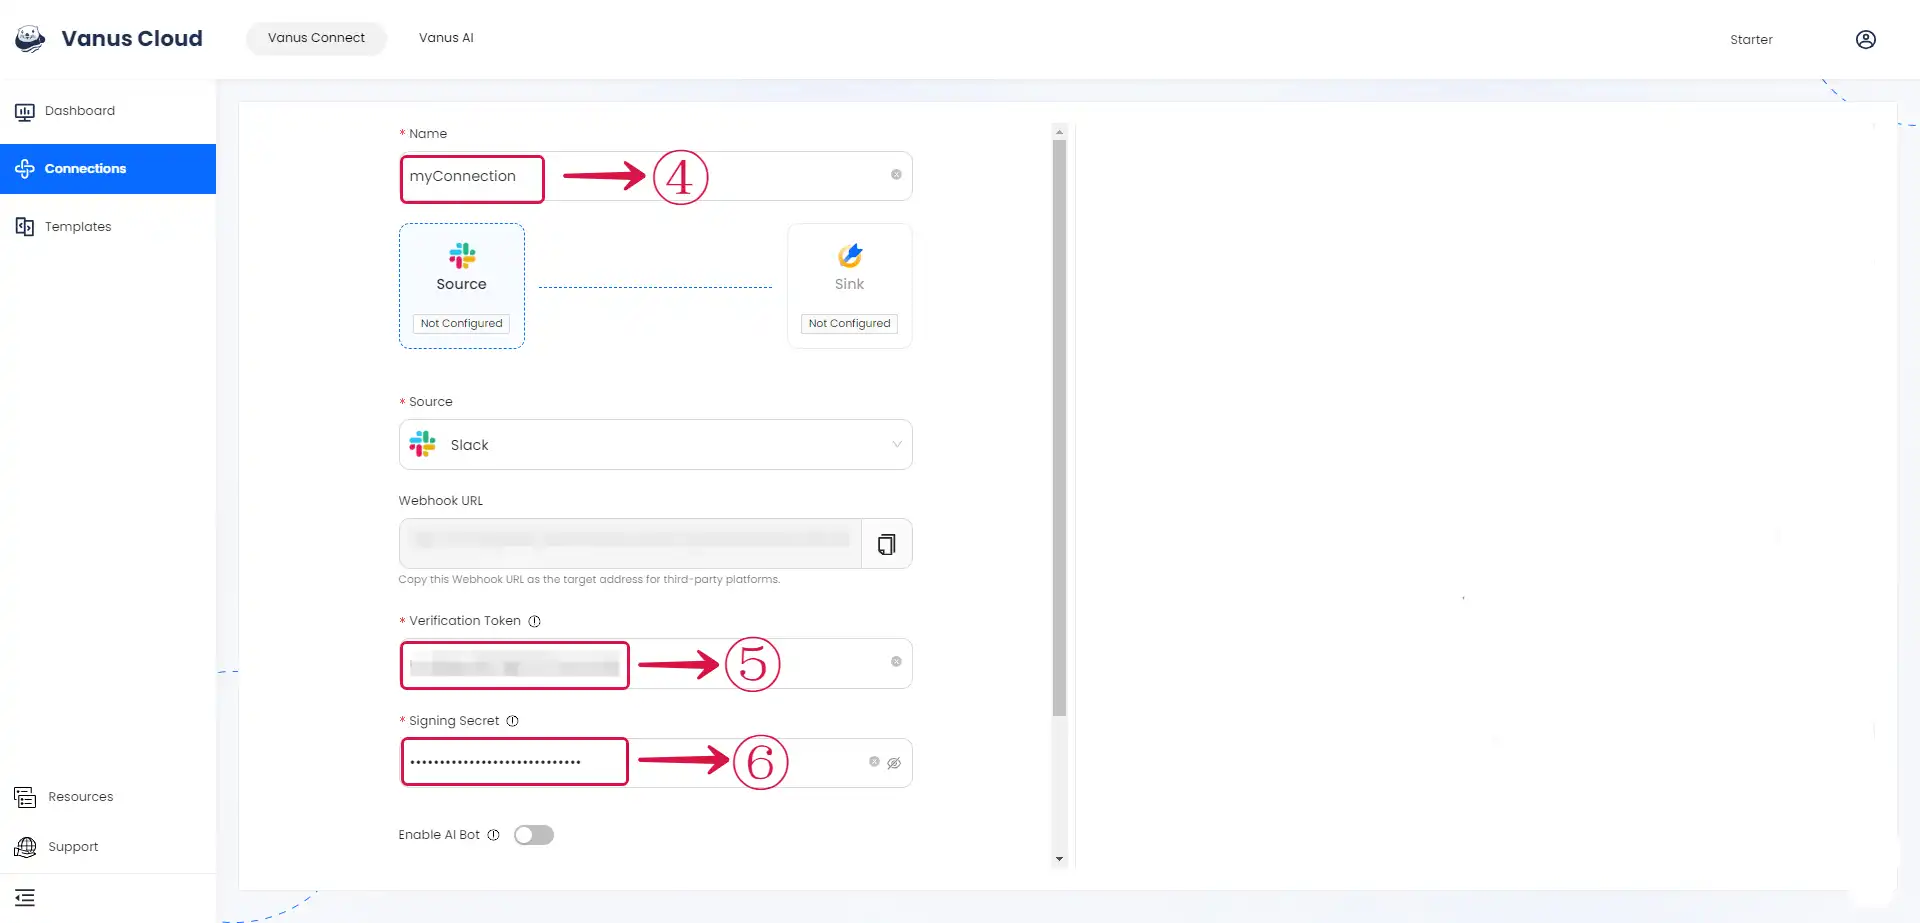 Vanus Cloud
Vanus Connect
Vanus AI
Starter
Dashboard
Connections
Templates
Resources
Support
* Name
myConnection
④
Source
Not Configured
Sink
Not Configured
* Source
Slack
Webhook URL
Copy this Webhook URL as the target address for third-party platforms.
* Verification Token
⑤
* Signing Secret
••••••••••••••••••••••••••••••
⑥
Enable AI Bot